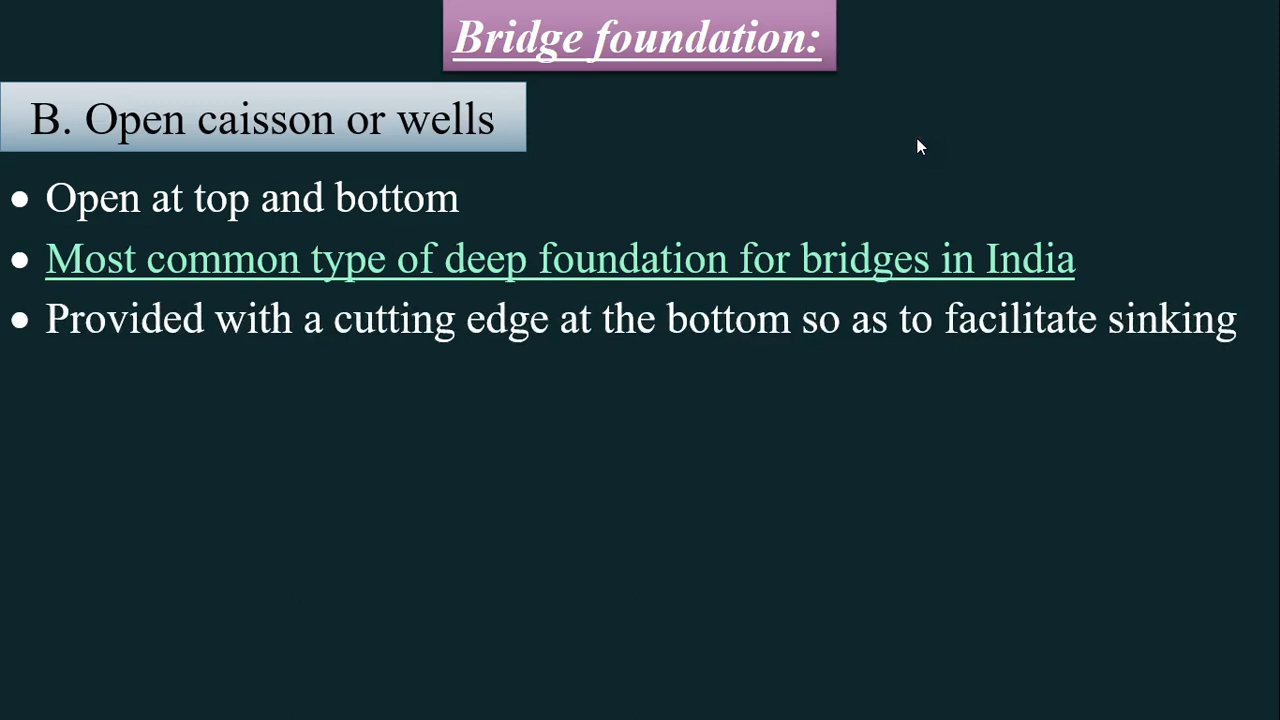 Bridge foundation:
B. Open caisson or wells
• Open at top and bottom
• Most common type of deep foundation for bridges in India
• Provided with a cutting edge at the bottom so as to facilitate sinking